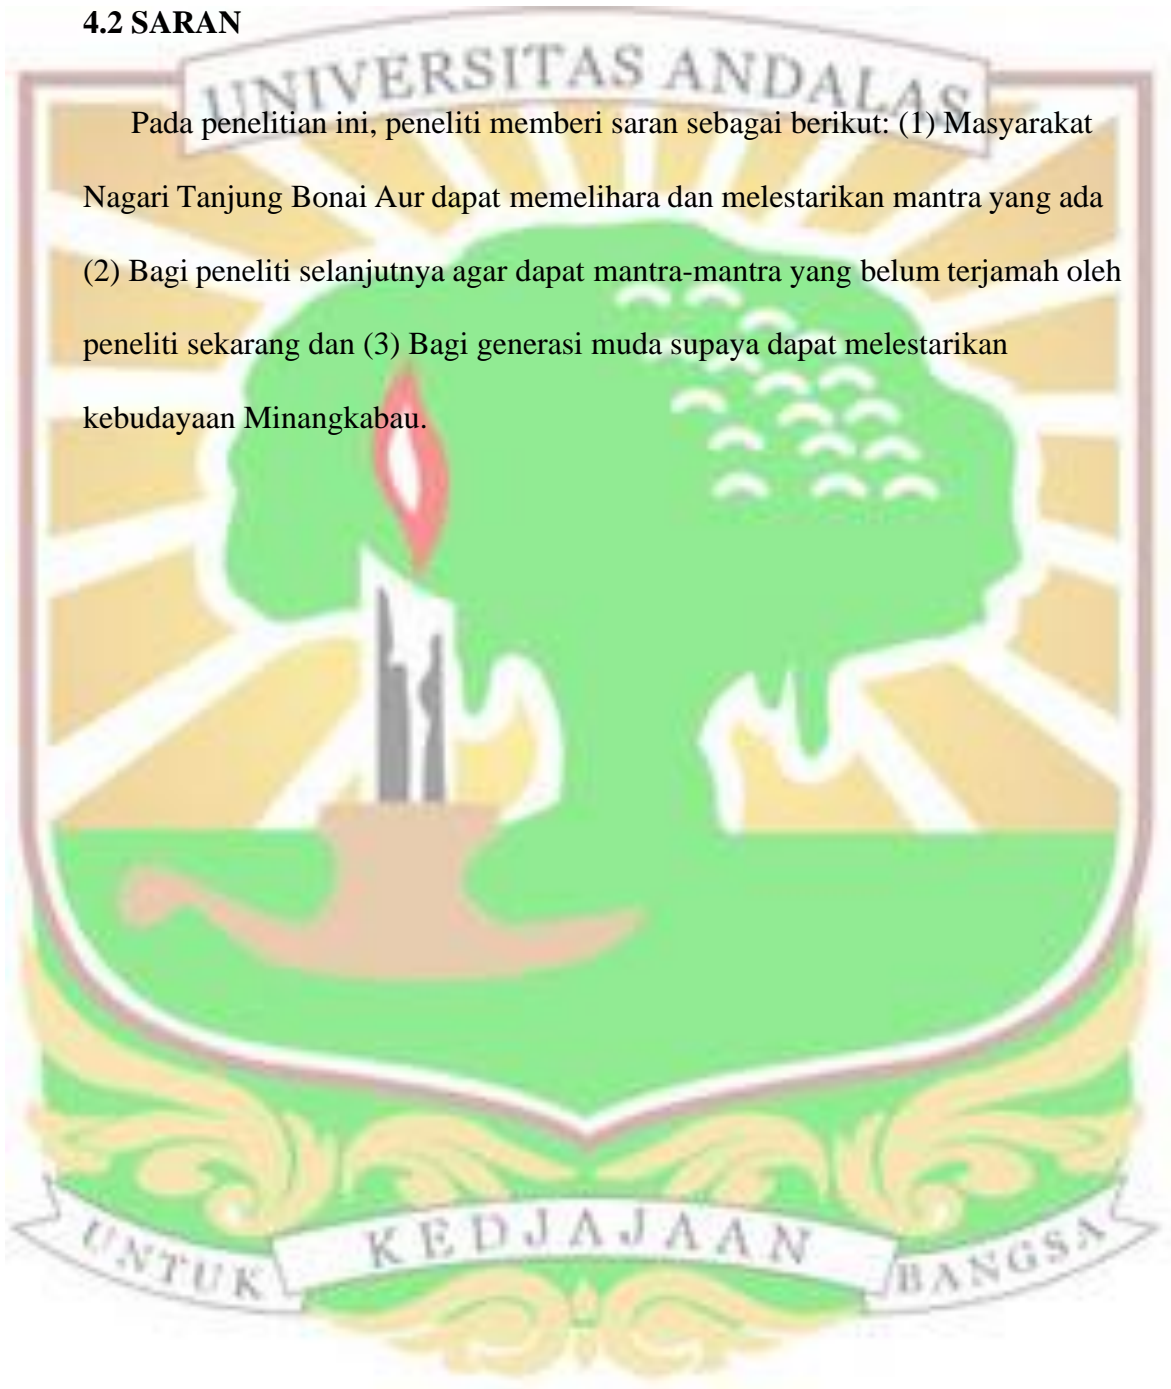 4.2 SARAN
UNIVERSITAS ANDALAS
Pada penelitian ini, peneliti memberi saran sebagai berikut: (1) Masyarakat
Nagari Tanjung Bonai Aur dapat memelihara dan melestarikan mantra yang ada
(2) Bagi peneliti selanjutnya agar dapat mantra-mantra yang belum terjamah oleh
peneliti sekarang dan (3) Bagi generasi muda supaya dapat melestarikan
kebudayaan Minangkabau.
UNTUK KEDJAJAAN BANGSA